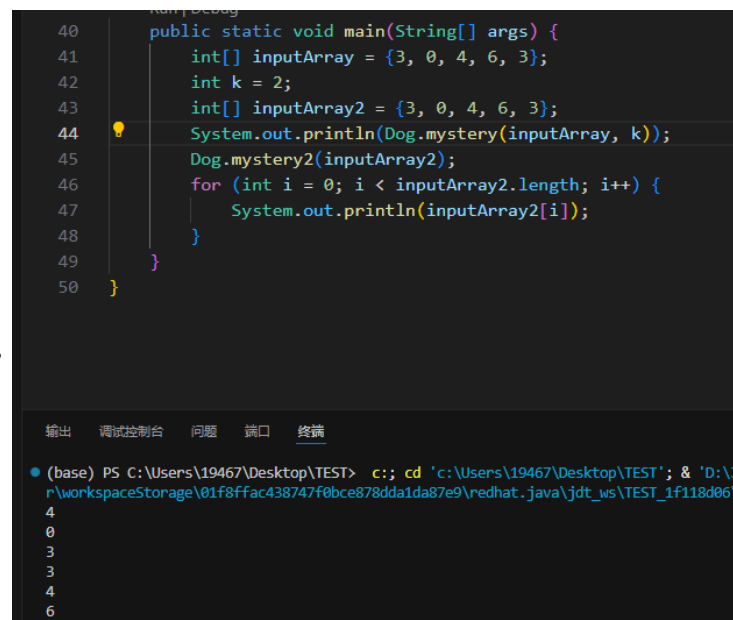 Run | Debug
40 public static void main(String[] args) {
41 int[] inputArray = {3, 0, 4, 6, 3};
42 int k = 2;
43 int[] inputArray2 = {3, 0, 4, 6, 3};
44 System.out.println(Dog.mystery(inputArray, k));
45 Dog.mystery2(inputArray2);
46 for (int i = 0; i < inputArray2.length; i++) {
47 System.out.println(inputArray2[i]);
48 }
49 }
50 }
输出 调试控制台 问题 端口 终端
(base) PS C:\Users\19467\Desktop\TEST> c:; cd 'c:\Users\19467\Desktop\TEST'; & 'D:\
r\workspaceStorage\01f8ffac438747f0bce878dda1da87e9\redhat.java\jdt_ws\TEST_1f118d06
4
0
3
3
4
6